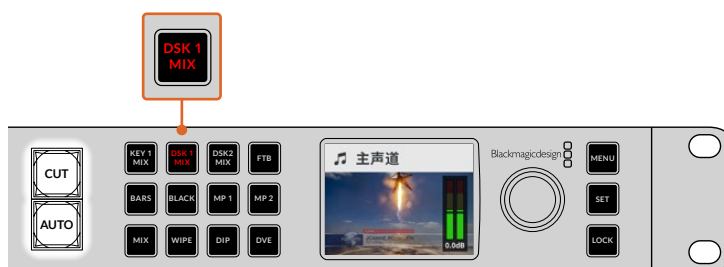 DSK 1
MIX
CUT
AUTO
KEY 1
MIX
DSK 1
MIX
DSK2
MIX
FTB
BARS
BLACK
MP 1
MP 2
MIX
WIPE
DIP
DVE
主声道
0.0dB
Blackmagicdesign
MENU
SET
LOCK